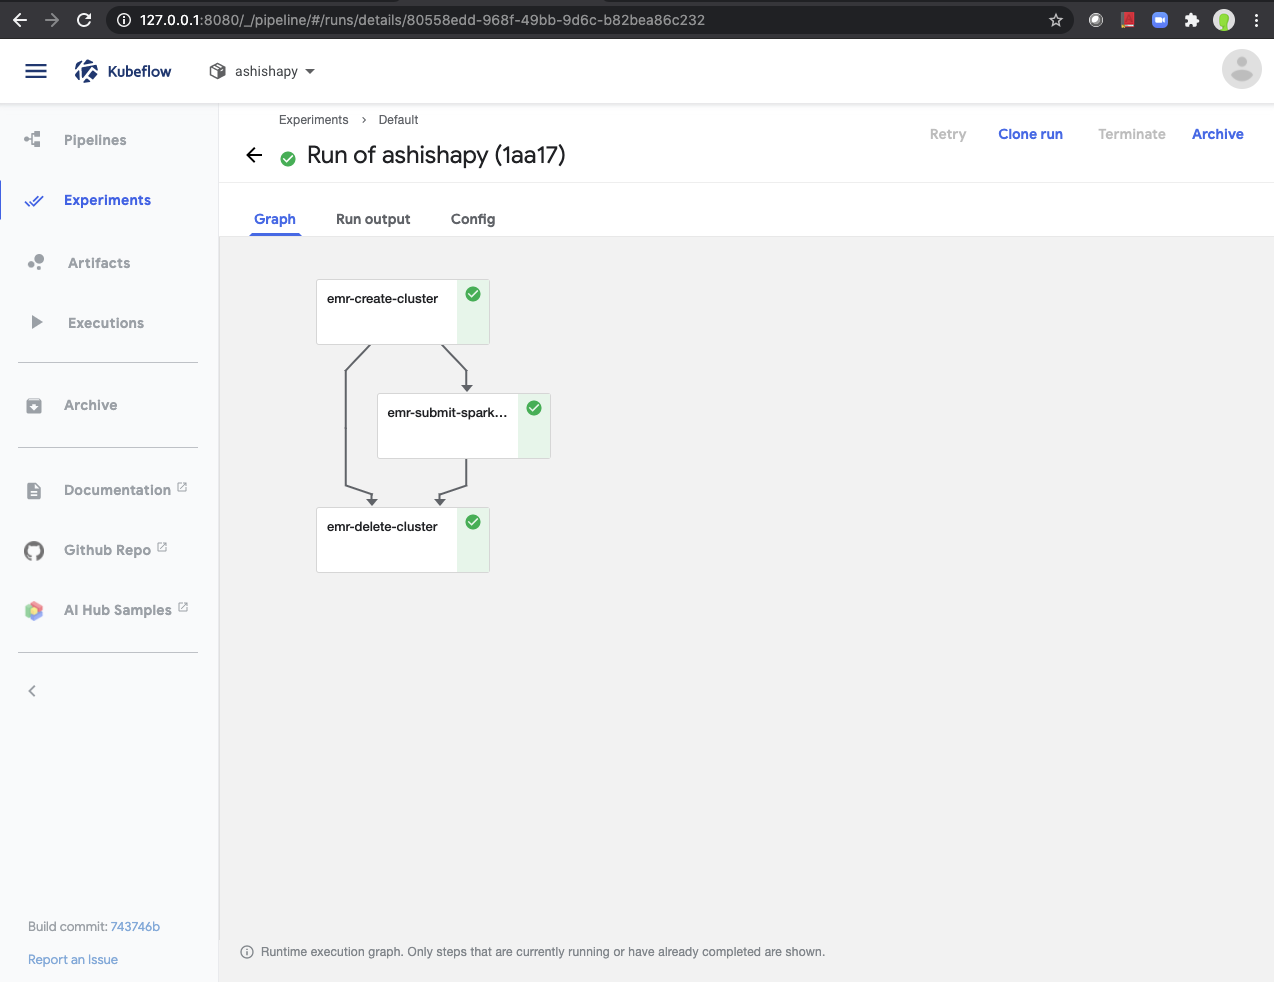 127.0.0.1:8080/_/pipeline/#/runs/details/80558edd-968f-49bb-9d6c-b82bea86c232
Kubeflow
ashishapy
Pipelines
Experiments
Artifacts
Executions
Archive
Documentation
Github Repo
AI Hub Samples
Build commit: 743746b
Report an Issue
Experiments > Default
Run of ashishapy (1aa17)
Retry
Clone run
Terminate
Archive
Graph
Run output
Config
emr-create-cluster
emr-submit-spark...
emr-delete-cluster
Runtime execution graph. Only steps that are currently running or have already completed are shown.